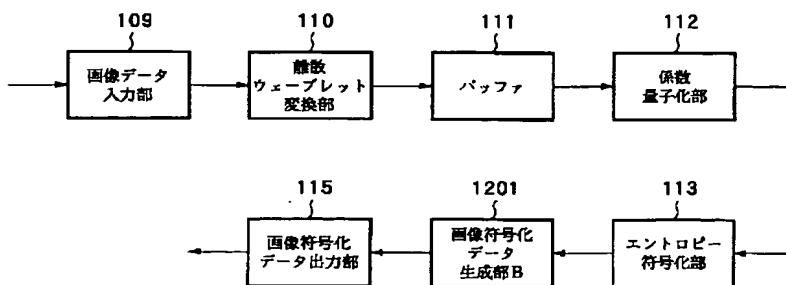 109
110
111
112
画像データ
入力部
離散
ウェーブレット
変換部
バッファ
係数
量子化部
115
1201
113
画像符号化
データ出力部
画像符号化
データ
生成部B
エントロピー
符号化部